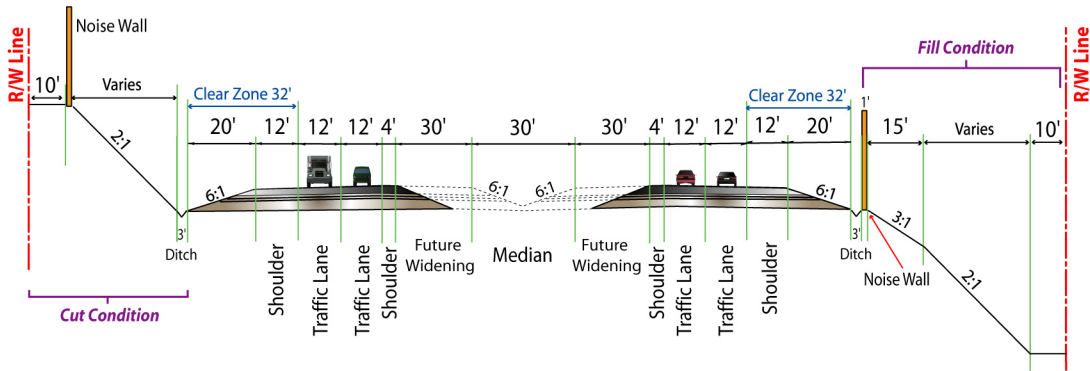 Noise Wall
R/W Line
R/W Line
Fill Condition
10'
Varies
Clear Zone 32'
Clear Zone 32'
1'
20'
12'
12'
12'
4'
30'
30'
30'
4'
12'
12'
12'
20'
15'
Varies
10'
2:1
6:1
6:1
6:1
6:1
3:1
2:1
3'
Ditch
Shoulder
Traffic Lane
Traffic Lane
Shoulder
Future
Widening
Median
Future
Widening
Shoulder
Traffic Lane
Traffic Lane
Shoulder
3'
Ditch
Noise Wall
Cut Condition